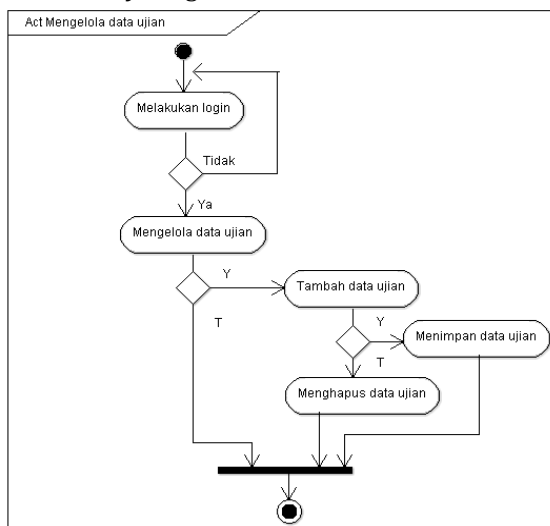 Act Mengelola data ujian
Melakukan login
Tidak
Ya
Mengelola data ujian
Y
Tambah data ujian
T
Y
Menimpan data ujian
T
Menghapus data ujian